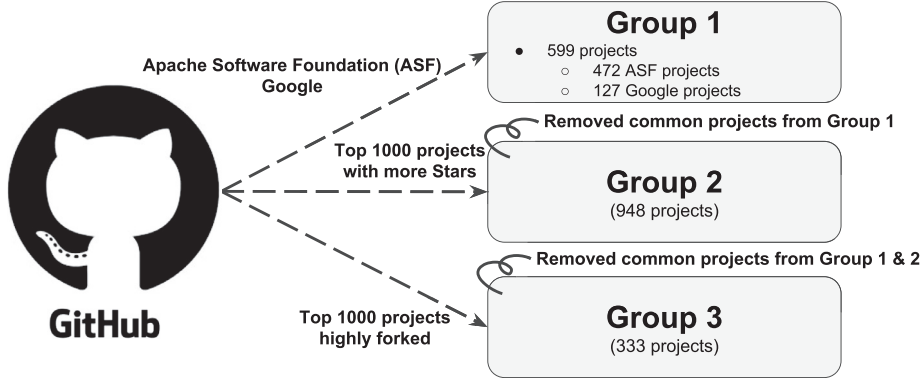 Group 1
● 599 projects
○ 472 ASF projects
○ 127 Google projects
Apache Software Foundation (ASF)
Google
Removed common projects from Group 1
Top 1000 projects
with more Stars
Group 2
(948 projects)
Removed common projects from Group 1 & 2
Top 1000 projects
highly forked
Group 3
(333 projects)
GitHub